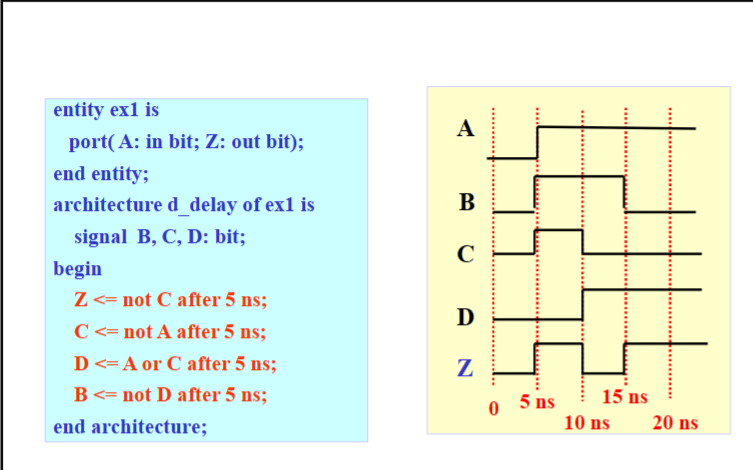 entity ex1 is
port( A: in bit; Z: out bit);
end entity;
architecture d_delay of ex1 is
signal B, C, D: bit;
begin
Z <= not C after 5 ns;
C <= not A after 5 ns;
D <= A or C after 5 ns;
B <= not D after 5 ns;
end architecture;
A
B
C
D
Z
0
5 ns
10 ns
15 ns
20 ns